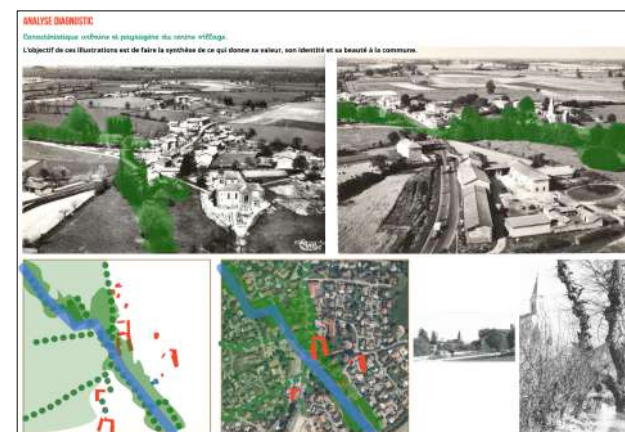 ANALYSE DIAGNOSTIC
Caractéristique urbaine et paysagère du centre village.
L'objectif de ces illustrations est de faire la synthèse de ce qui donne sa valeur, son identité et sa beauté à la commune.